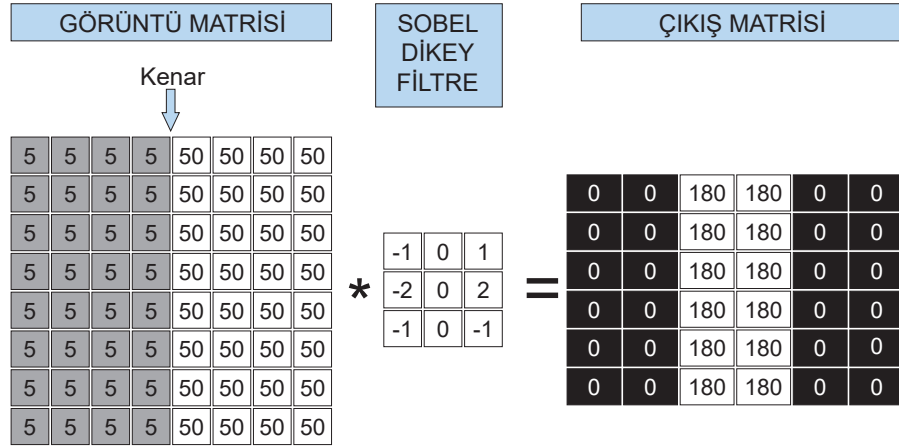 GÖRÜNTÜ MATRİSİ
SOBEL
DİKEY
FİLTRE
ÇIKIŞ MATRİSİ
Kenar
5 5 5 5 50 50 50 50
5 5 5 5 50 50 50 50
5 5 5 5 50 50 50 50
5 5 5 5 50 50 50 50
5 5 5 5 50 50 50 50
5 5 5 5 50 50 50 50
5 5 5 5 50 50 50 50
5 5 5 5 50 50 50 50
*
-1 0 1
-2 0 2
-1 0 -1
=
0 0 180 180 0 0
0 0 180 180 0 0
0 0 180 180 0 0
0 0 180 180 0 0
0 0 180 180 0 0
0 0 180 180 0 0